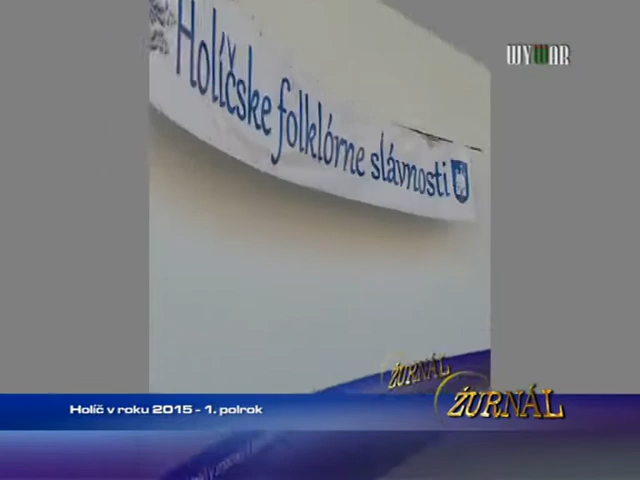 WYWAR
Holíčske folklórne slávnosti
ŽURNÁL
Holíč v roku 2015 - 1. polrok
ŽURNÁL